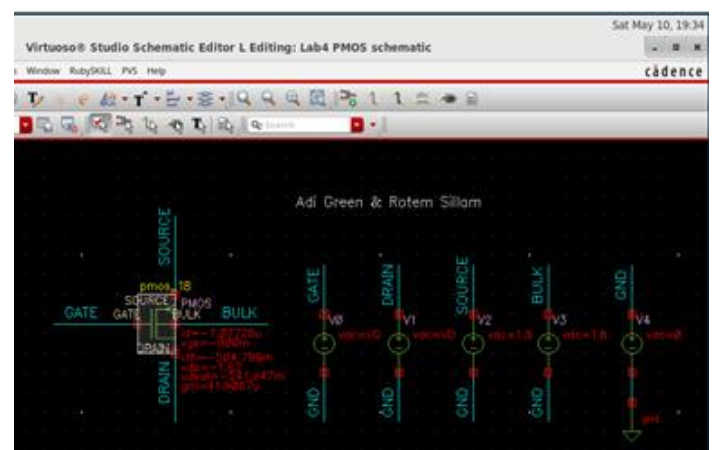 Sat May 10, 19:34
Virtuoso® Studio Schematic Editor L Editing: Lab4 PMOS schematic
Window RubySKILL PVS Help
cādence
Search
Adi Green & Rotem Sillam
SOURCE
pmos_18
SOURCE PMOS
GATE GATE BULK BULK
DRAIN
DRAIN
GATE
V0
GND
DRAIN
V1
GND
SOURCE
V2
vdc=1.8
GND
BULK
V3
vdc=1.8
GND
GND
V4
vdc=0
gnd